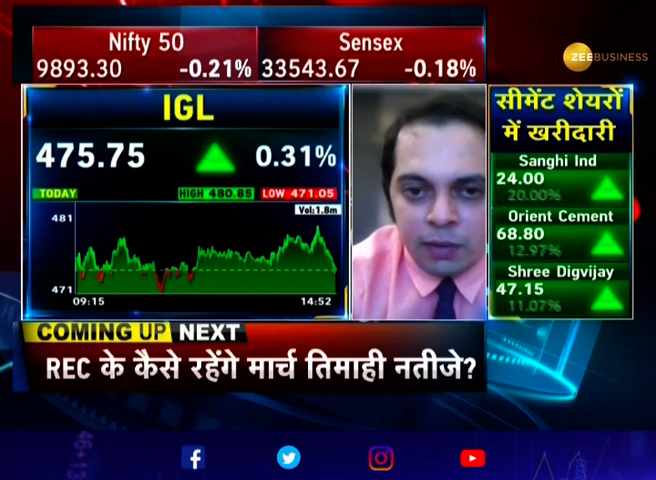 Nifty 50
9893.30 -0.21%
Sensex
33543.67 -0.18%
ZEEBUSINESS
IGL
475.75 0.31%
TODAY HIGH 480.85 LOW 471.05
Vol:1.8m
481
471
09:15 14:52
सीमेंट शेयरों
में खरीदारी
Sanghi Ind
24.00
20.00%
Orient Cement
68.80
12.97%
Shree Digvijay
47.15
11.07%
COMING UP NEXT
REC के कैसे रहेंगे मार्च तिमाही नतीजे?